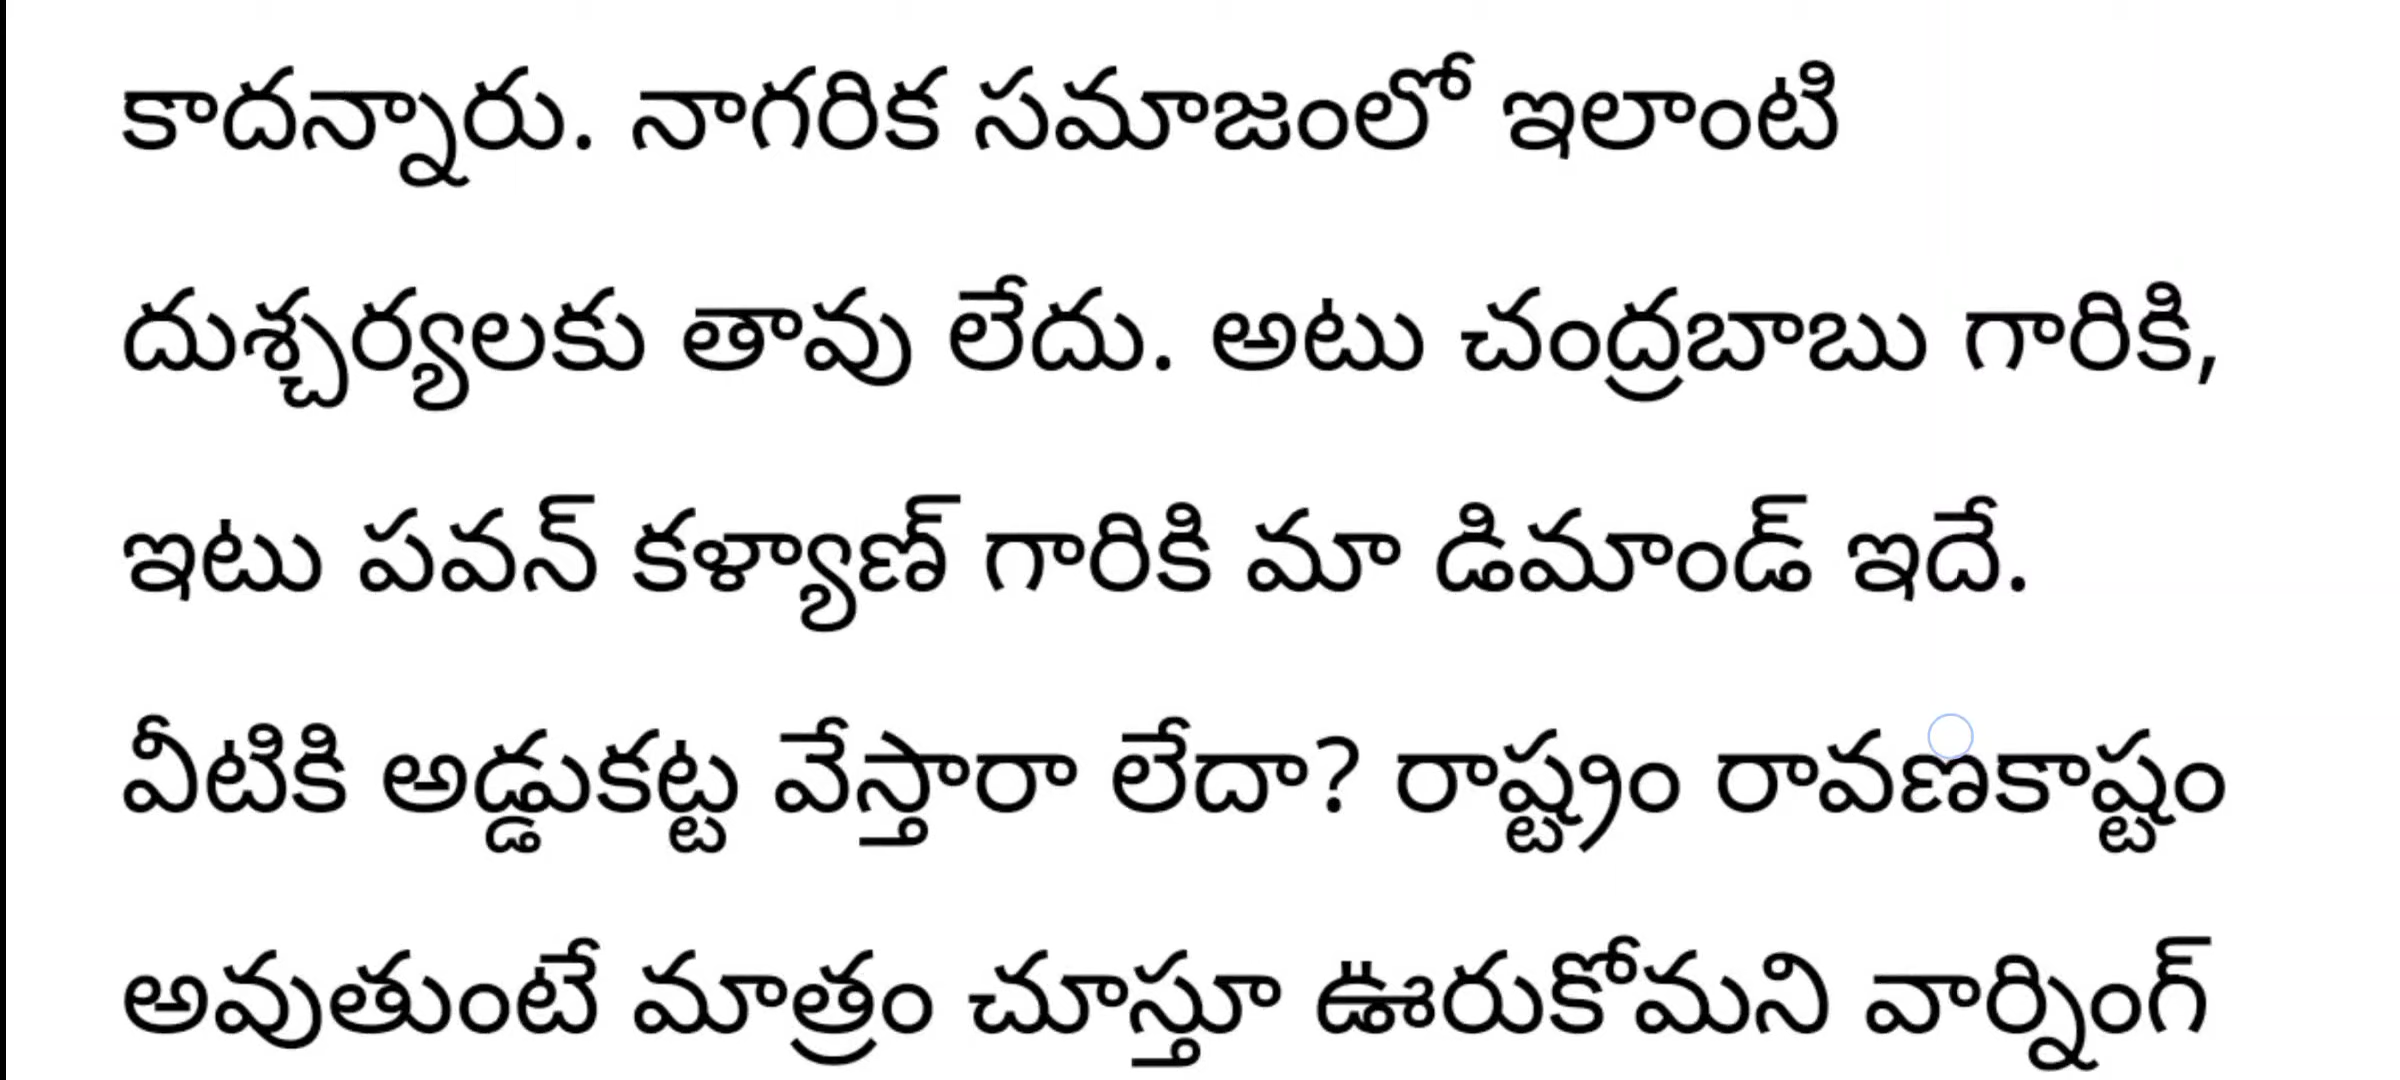 కాదన్నారు. నాగరిక సమాజంలో ఇలాంటి
దుశ్చర్యలకు తావు లేదు. అటు చంద్రబాబు గారికి,
ఇటు పవన్ కళ్యాణ్ గారికి మా డిమాండ్ ఇదే.
వీటికి అడ్డుకట్ట వేస్తారా లేదా? రాష్ట్రం రావణకాష్టం
అవుతుంటే మాత్రం చూస్తూ ఊరుకోమని వార్నింగ్